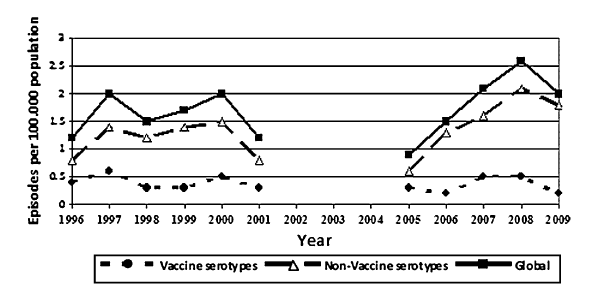 Episodes per 100.000 population
3
2.5
2
1.5
1
0.5
0
1996 1997 1998 1999 2000 2001 2002 2003 2004 2005 2006 2007 2008 2009
Year
Vaccine serotypes Non-Vaccine serotypes Global